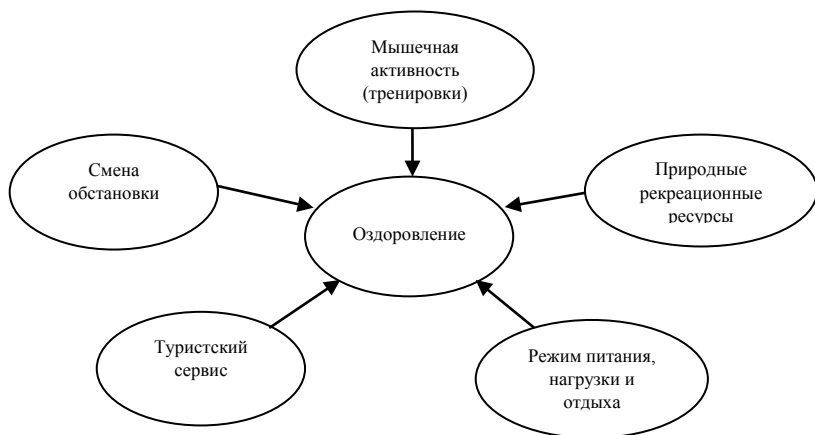 Мышечная
активность
(тренировки)
Смена
обстановки
Природные
рекреационные
ресурсы
Оздоровление
Туристский
сервис
Режим питания,
нагрузки и
отдыха